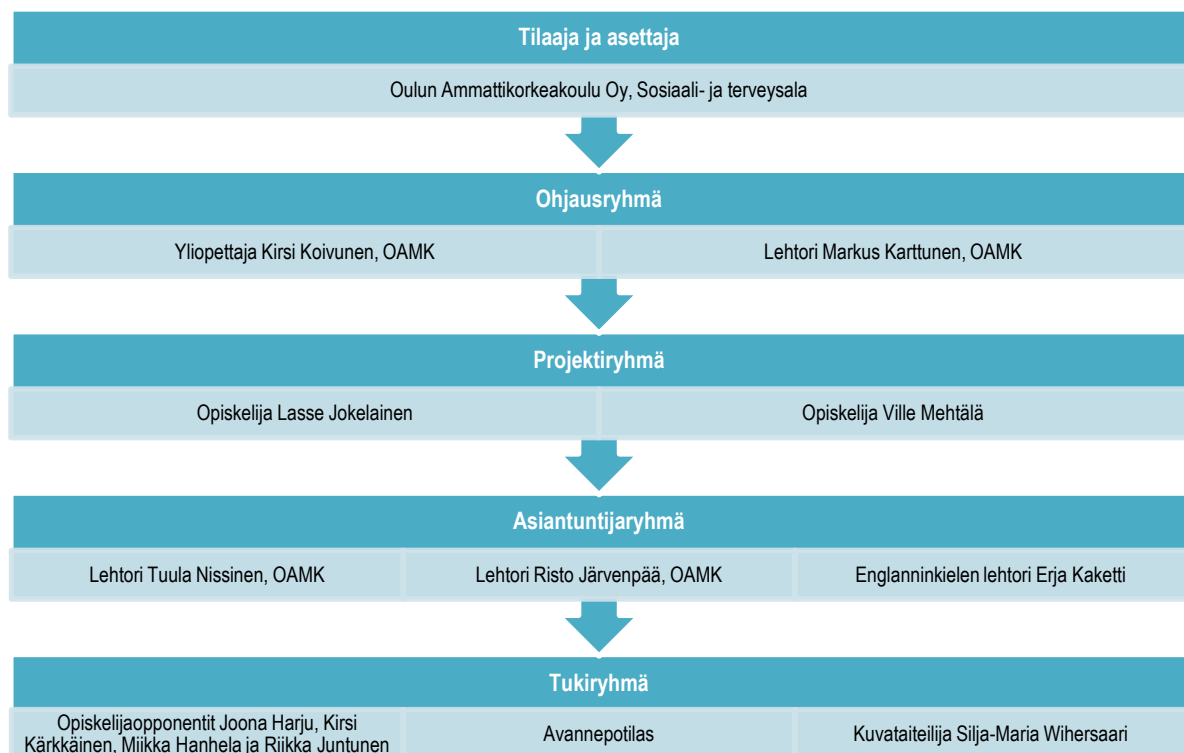 Tilaaja ja asettaja
Oulun Ammattikorkeakoulu Oy, Sosiaali- ja terveysala
Ohjausryhmä
Yliopettaja Kirsi Koivunen, OAMK
Lehtori Markus Karttunen, OAMK
Projektiryhmä
Opiskelija Lasse Jokelainen
Opiskelija Ville Mehtälä
Asiantuntijaryhmä
Lehtori Tuula Nissinen, OAMK
Lehtori Risto Järvenpää, OAMK
Englanninkielen lehtori Erja Kaketti
Tukiryhmä
Opiskelijaopponentit Joona Harju, Kirsi
Kärkkäinen, Miikka Hanhela ja Riikka Juntunen
Avannepotilas
Kuvataiteilija Silja-Maria Wihersaari